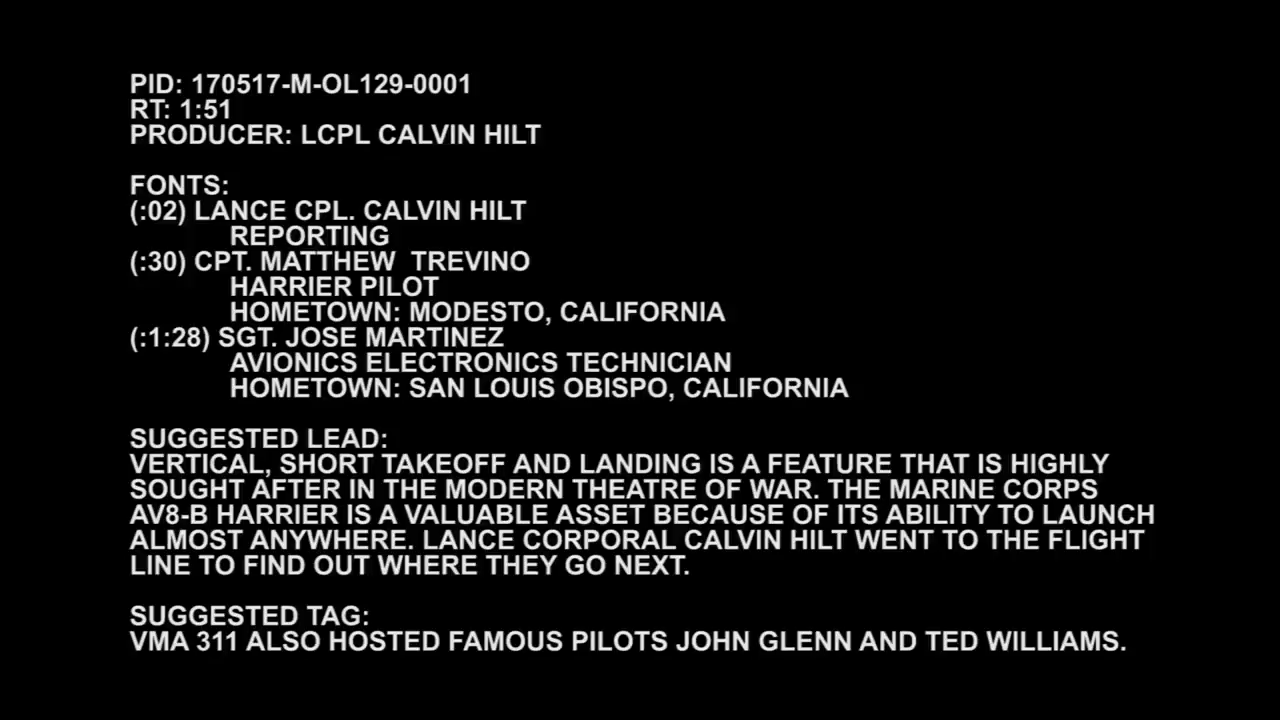 PID: 170517-M-OL129-0001
RT: 1:51
PRODUCER: LCPL CALVIN HILT
FONTS:
(:02) LANCE CPL. CALVIN HILT
REPORTING
(:30) CPT. MATTHEW  TREVINO
HARRIER PILOT
HOMETOWN: MODESTO, CALIFORNIA
(:1:28) SGT. JOSE MARTINEZ
AVIONICS ELECTRONICS TECHNICIAN
HOMETOWN: SAN LOUIS OBISPO, CALIFORNIA
SUGGESTED LEAD:
VERTICAL, SHORT TAKEOFF AND LANDING IS A FEATURE THAT IS HIGHLY
SOUGHT AFTER IN THE MODERN THEATRE OF WAR. THE MARINE CORPS
AV8-B HARRIER IS A VALUABLE ASSET BECAUSE OF ITS ABILITY TO LAUNCH
ALMOST ANYWHERE. LANCE CORPORAL CALVIN HILT WENT TO THE FLIGHT
LINE TO FIND OUT WHERE THEY GO NEXT.
SUGGESTED TAG:
VMA 311 ALSO HOSTED FAMOUS PILOTS JOHN GLENN AND TED WILLIAMS.